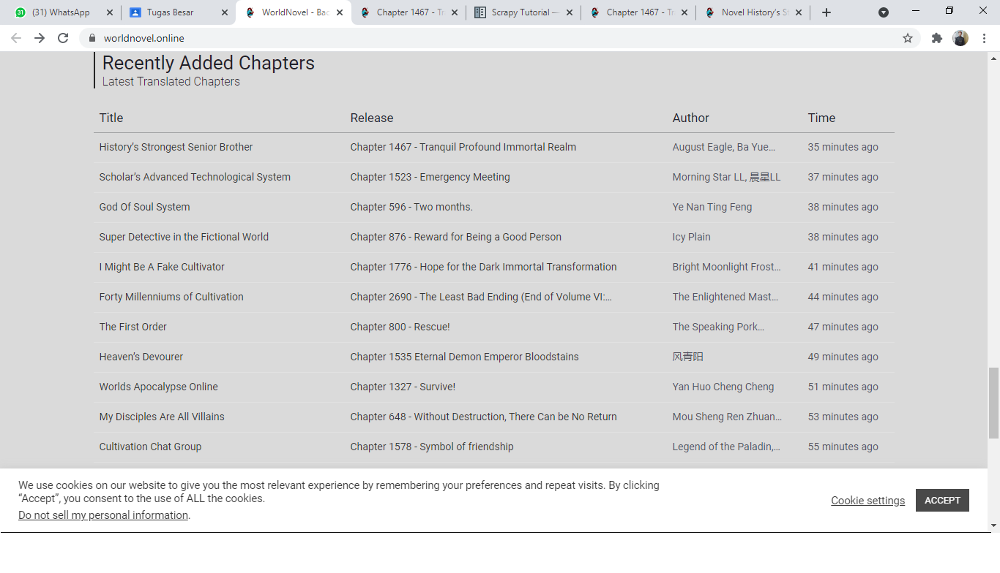 (31) WhatsApp
Tugas Besar
WorldNovel - Bac
Chapter 1467 - Tr
Scrapy Tutorial —
Chapter 1467 - Tr
Novel History's St
worldnovel.online
Recently Added Chapters
Latest Translated Chapters
Title Release Author Time
History’s Strongest Senior Brother Chapter 1467 - Tranquil Profound Immortal Realm August Eagle, Ba Yue... 35 minutes ago
Scholar’s Advanced Technological System Chapter 1523 - Emergency Meeting Morning Star LL, 晨星LL 37 minutes ago
God Of Soul System Chapter 596 - Two months. Ye Nan Ting Feng 38 minutes ago
Super Detective in the Fictional World Chapter 876 - Reward for Being a Good Person Icy Plain 38 minutes ago
I Might Be A Fake Cultivator Chapter 1776 - Hope for the Dark Immortal Transformation Bright Moonlight Frost... 41 minutes ago
Forty Millenniums of Cultivation Chapter 2690 - The Least Bad Ending (End of Volume VI:... The Enlightened Mast... 44 minutes ago
The First Order Chapter 800 - Rescue! The Speaking Pork... 47 minutes ago
Heaven’s Devourer Chapter 1535 Eternal Demon Emperor Bloodstains 风青阳 49 minutes ago
Worlds Apocalypse Online Chapter 1327 - Survive! Yan Huo Cheng Cheng 51 minutes ago
My Disciples Are All Villains Chapter 648 - Without Destruction, There Can be No Return Mou Sheng Ren Zhuan... 53 minutes ago
Cultivation Chat Group Chapter 1578 - Symbol of friendship Legend of the Paladin,... 55 minutes ago
We use cookies on our website to give you the most relevant experience by remembering your preferences and repeat visits. By clicking
“Accept”, you consent to the use of ALL the cookies.
Do not sell my personal information.
Cookie settings
ACCEPT